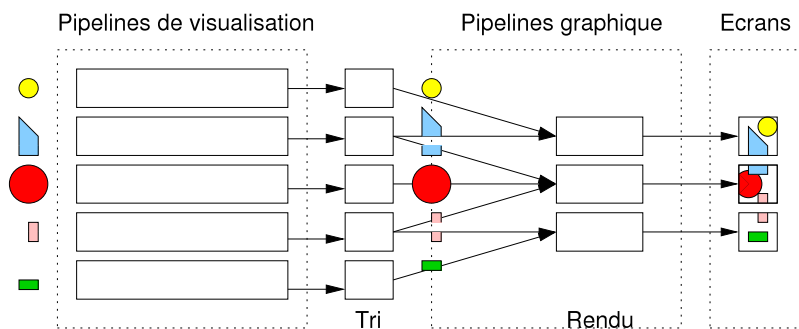 Pipelines de visualisation
Pipelines graphique
Ecrans
Tri
Rendu